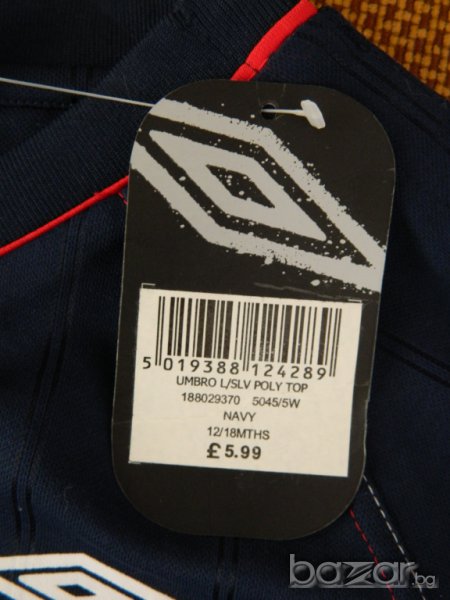 5 019388 124289
UMBRO L/SLV POLY TOP
188029370 5045/5W
NAVY
12/18MTHS
£5.99
bazar.bg